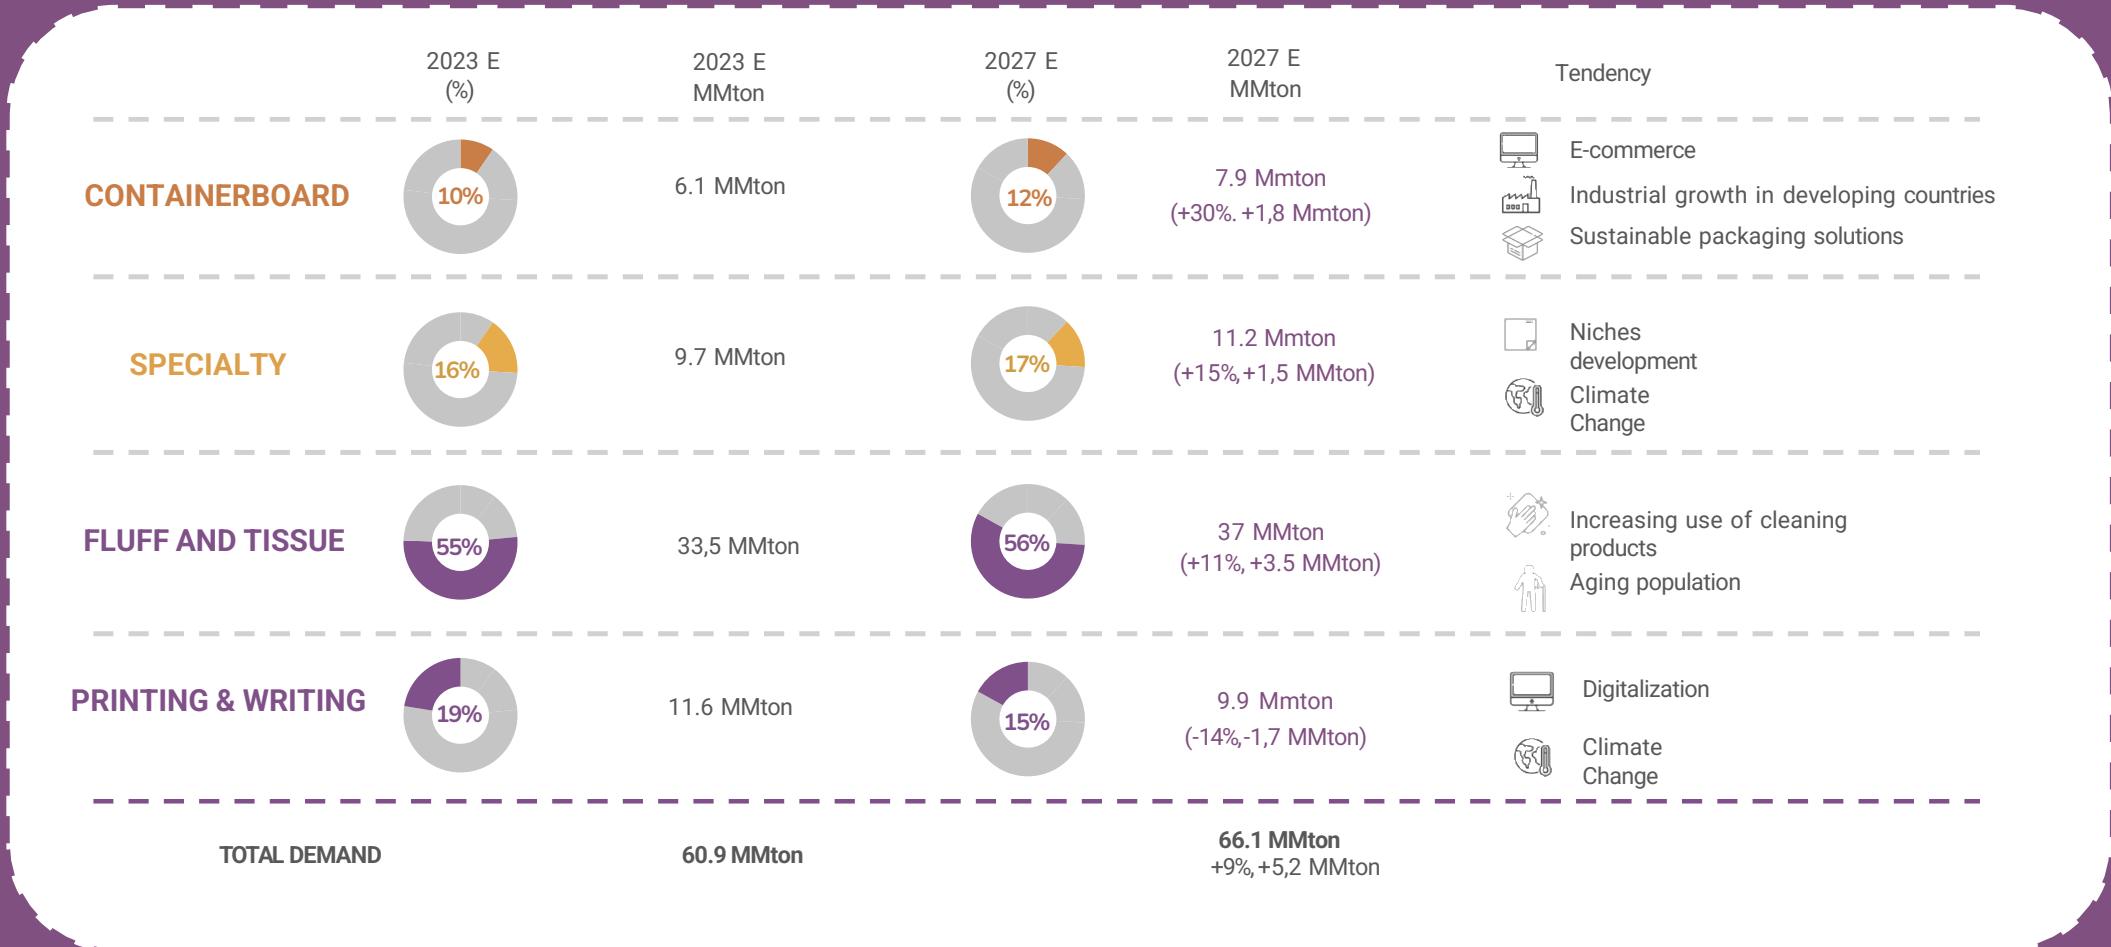 2023 E
(%)
2023 E
MMton
2027 E
(%)
2027 E
MMton
Tendency
CONTAINERBOARD
10%
6.1 MMton
12%
7.9 Mmton
(+30%. +1,8 Mmton)
E-commerce
Industrial growth in developing countries
Sustainable packaging solutions
SPECIALTY
16%
9.7 MMton
17%
11.2 Mmton
(+15%, +1,5 MMton)
Niches
development
Climate
Change
FLUFF AND TISSUE
55%
33,5 MMton
56%
37 MMton
(+11%, +3.5 MMton)
Increasing use of cleaning
products
Aging population
PRINTING & WRITING
19%
11.6 MMton
15%
9.9 Mmton
(-14%,-1,7 MMton)
Digitalization
Climate
Change
TOTAL DEMAND
60.9 MMton
66.1 MMton
+9%, +5,2 MMton